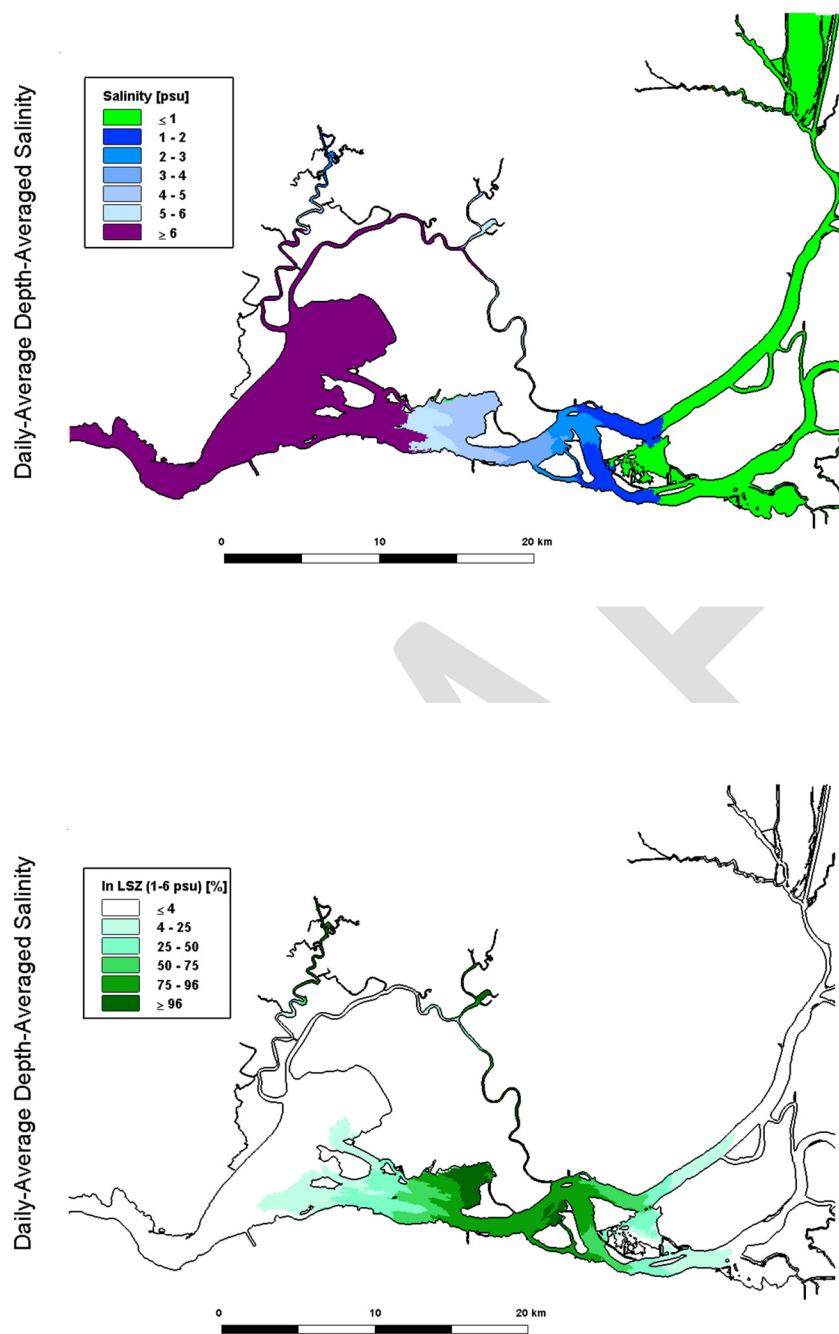 Daily-Average Depth-Averaged Salinity
Salinity [psu]
≤ 1
1 - 2
2 - 3
3 - 4
4 - 5
5 - 6
≥ 6
0 10 20 km
Daily-Average Depth-Averaged Salinity
In LSZ (1-6 psu) [%]
≤ 4
4 - 25
25 - 50
50 - 75
75 - 96
≥ 96
0 10 20 km